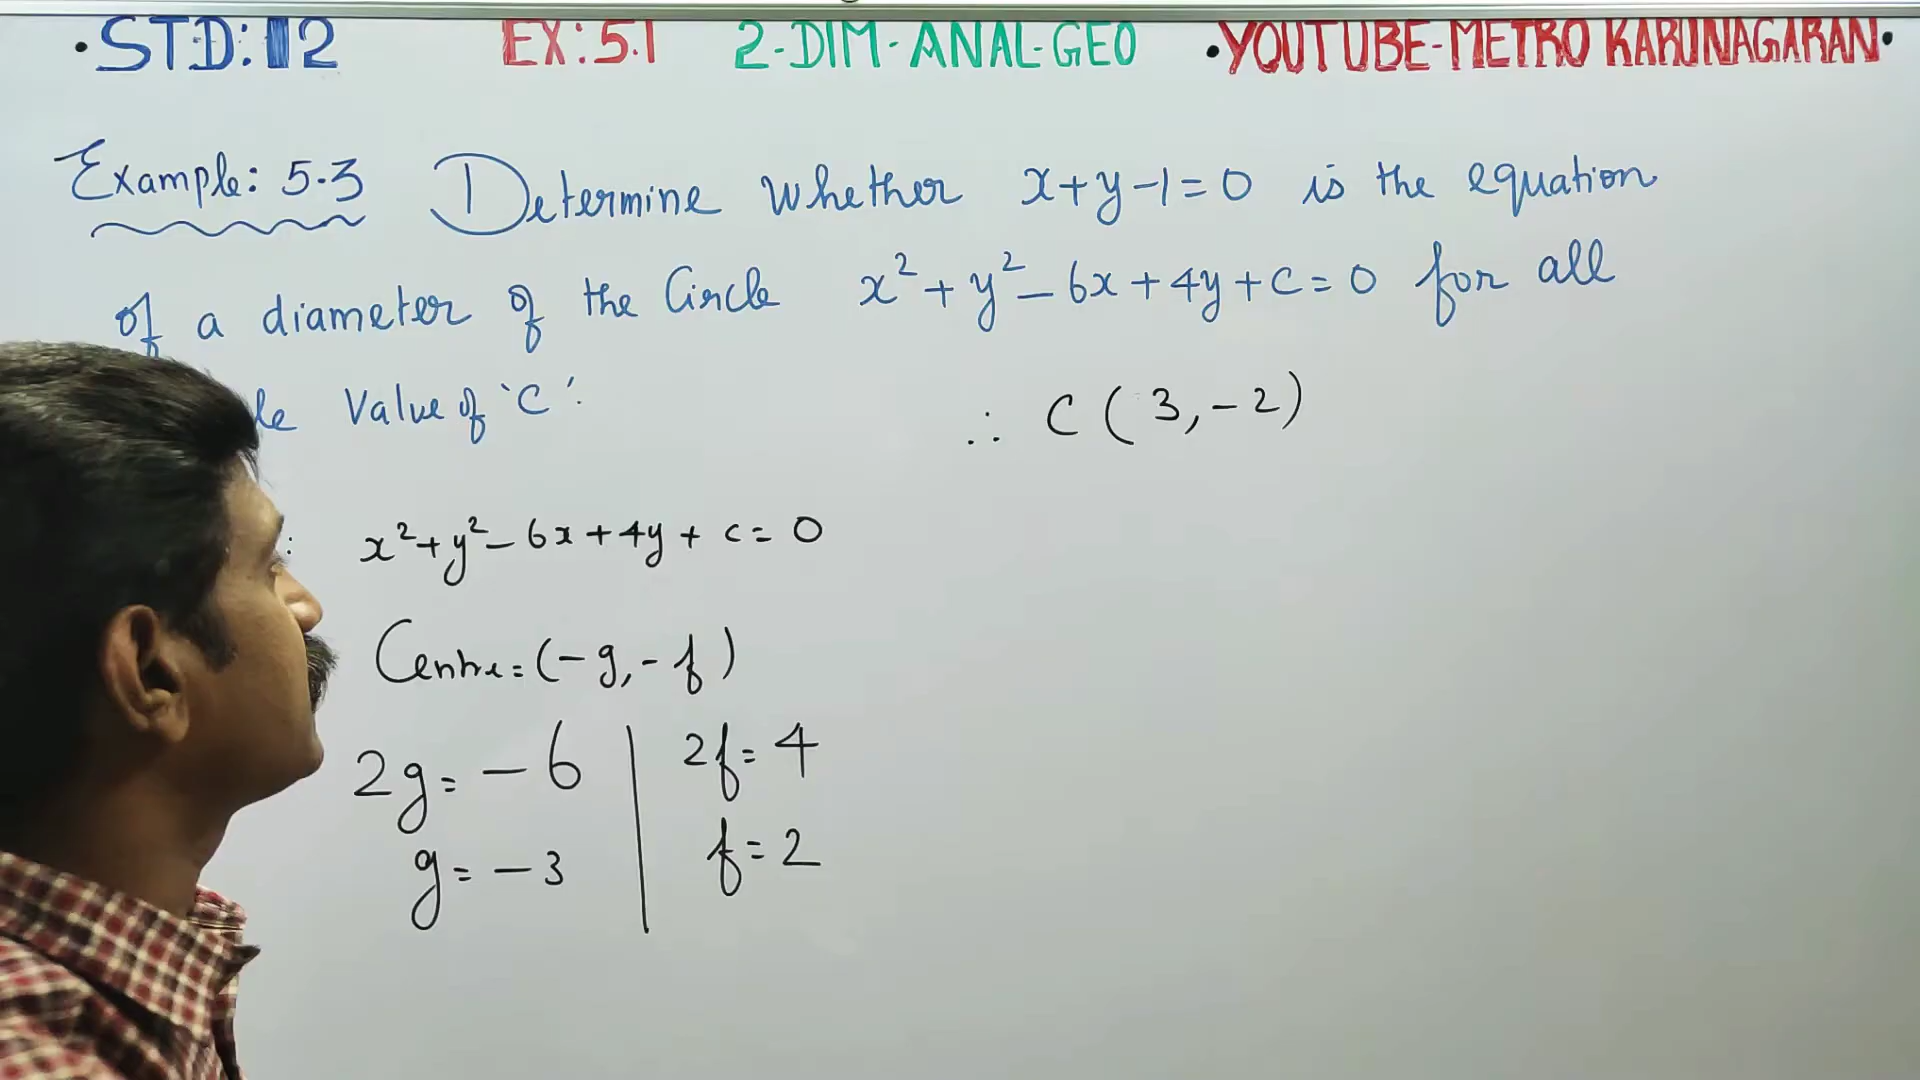 • STD: 12 EX: 5.1 2-DIM-ANAL-GEO • YOUTUBE-METRO KARUNAGARAN •
Example: 5.3 Determine whether x+y-1=0 is the equation
of a diameter of the Circle x²+y²-6x+4y+c=0 for all
Value of 'C'.
∴ C (3,-2)
: x²+y²-6x+4y+c=0
Centre=(-g,-f)
2g=-6 | 2f=4
g=-3 | f=2